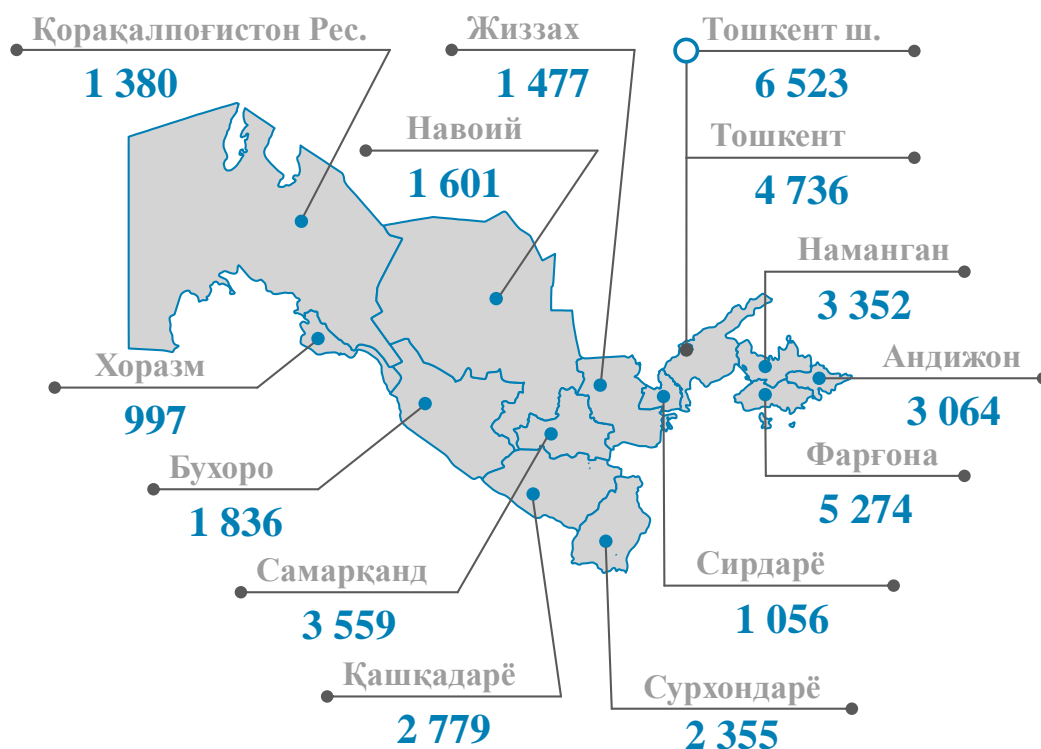 Қорақалпоғистон Рес.
1 380
Жиззах
1 477
Тошкент ш.
6 523
Навоий
1 601
Тошкент
4 736
Наманган
3 352
Хоразм
997
Андижон
3 064
Бухоро
1 836
Фарғона
5 274
Самарқанд
3 559
Сирдарё
1 056
Қашқадарё
2 779
Сурхондарё
2 355